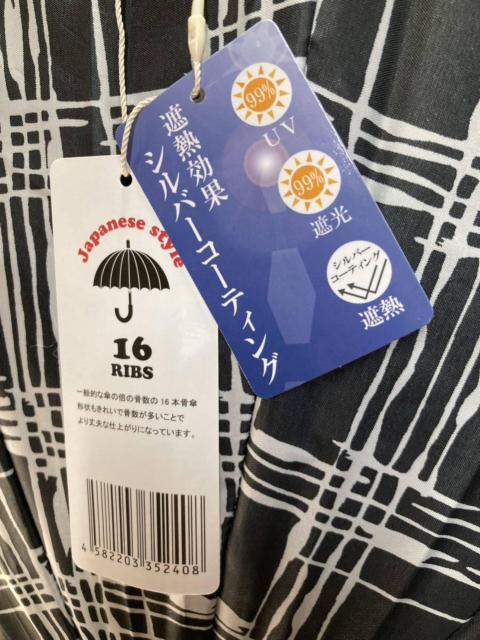 遮熱効果
シルバーコーティング
99%
UV
99%
遮光
シルバー
コーティング
遮熱
Japanese style
16
RIBS
一般的な傘の倍の骨数の16本骨傘
形状もきれいで骨数が多いことで
より丈夫な仕上がりになっています。
4 582203 352408